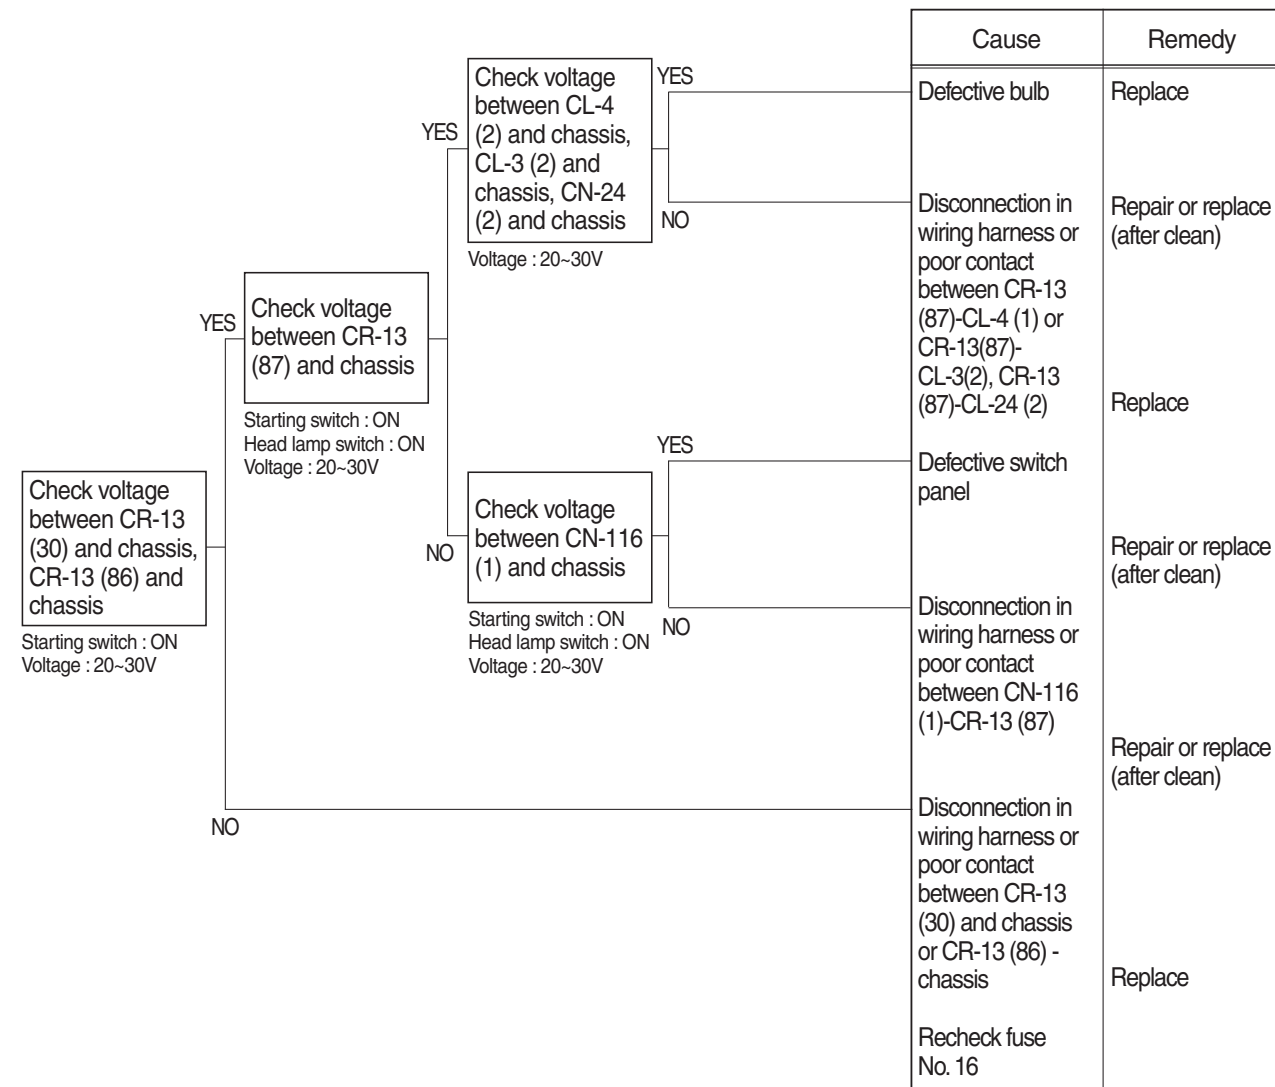 Cause
Remedy
Check voltage
between CL-4
(2) and chassis,
CL-3 (2) and
chassis, CN-24
(2) and chassis
Voltage : 20~30V
YES
YES
NO
Defective bulb
Replace
Disconnection in
wiring harness or
poor contact
between CR-13
(87)-CL-4 (1) or
CR-13(87)-
CL-3(2), CR-13
(87)-CL-24 (2)
Repair or replace
(after clean)
Check voltage
between CR-13
(87) and chassis
Starting switch : ON
Head lamp switch : ON
Voltage : 20~30V
YES
Replace
YES
Defective switch
panel
Check voltage
between CR-13
(30) and chassis,
CR-13 (86) and
chassis
Starting switch : ON
Voltage : 20~30V
Check voltage
between CN-116
(1) and chassis
Starting switch : ON
Head lamp switch : ON
Voltage : 20~30V
NO
NO
Repair or replace
(after clean)
Disconnection in
wiring harness or
poor contact
between CN-116
(1)-CR-13 (87)
Repair or replace
(after clean)
NO
Disconnection in
wiring harness or
poor contact
between CR-13
(30) and chassis
or CR-13 (86) -
chassis
Replace
Recheck fuse
No. 16